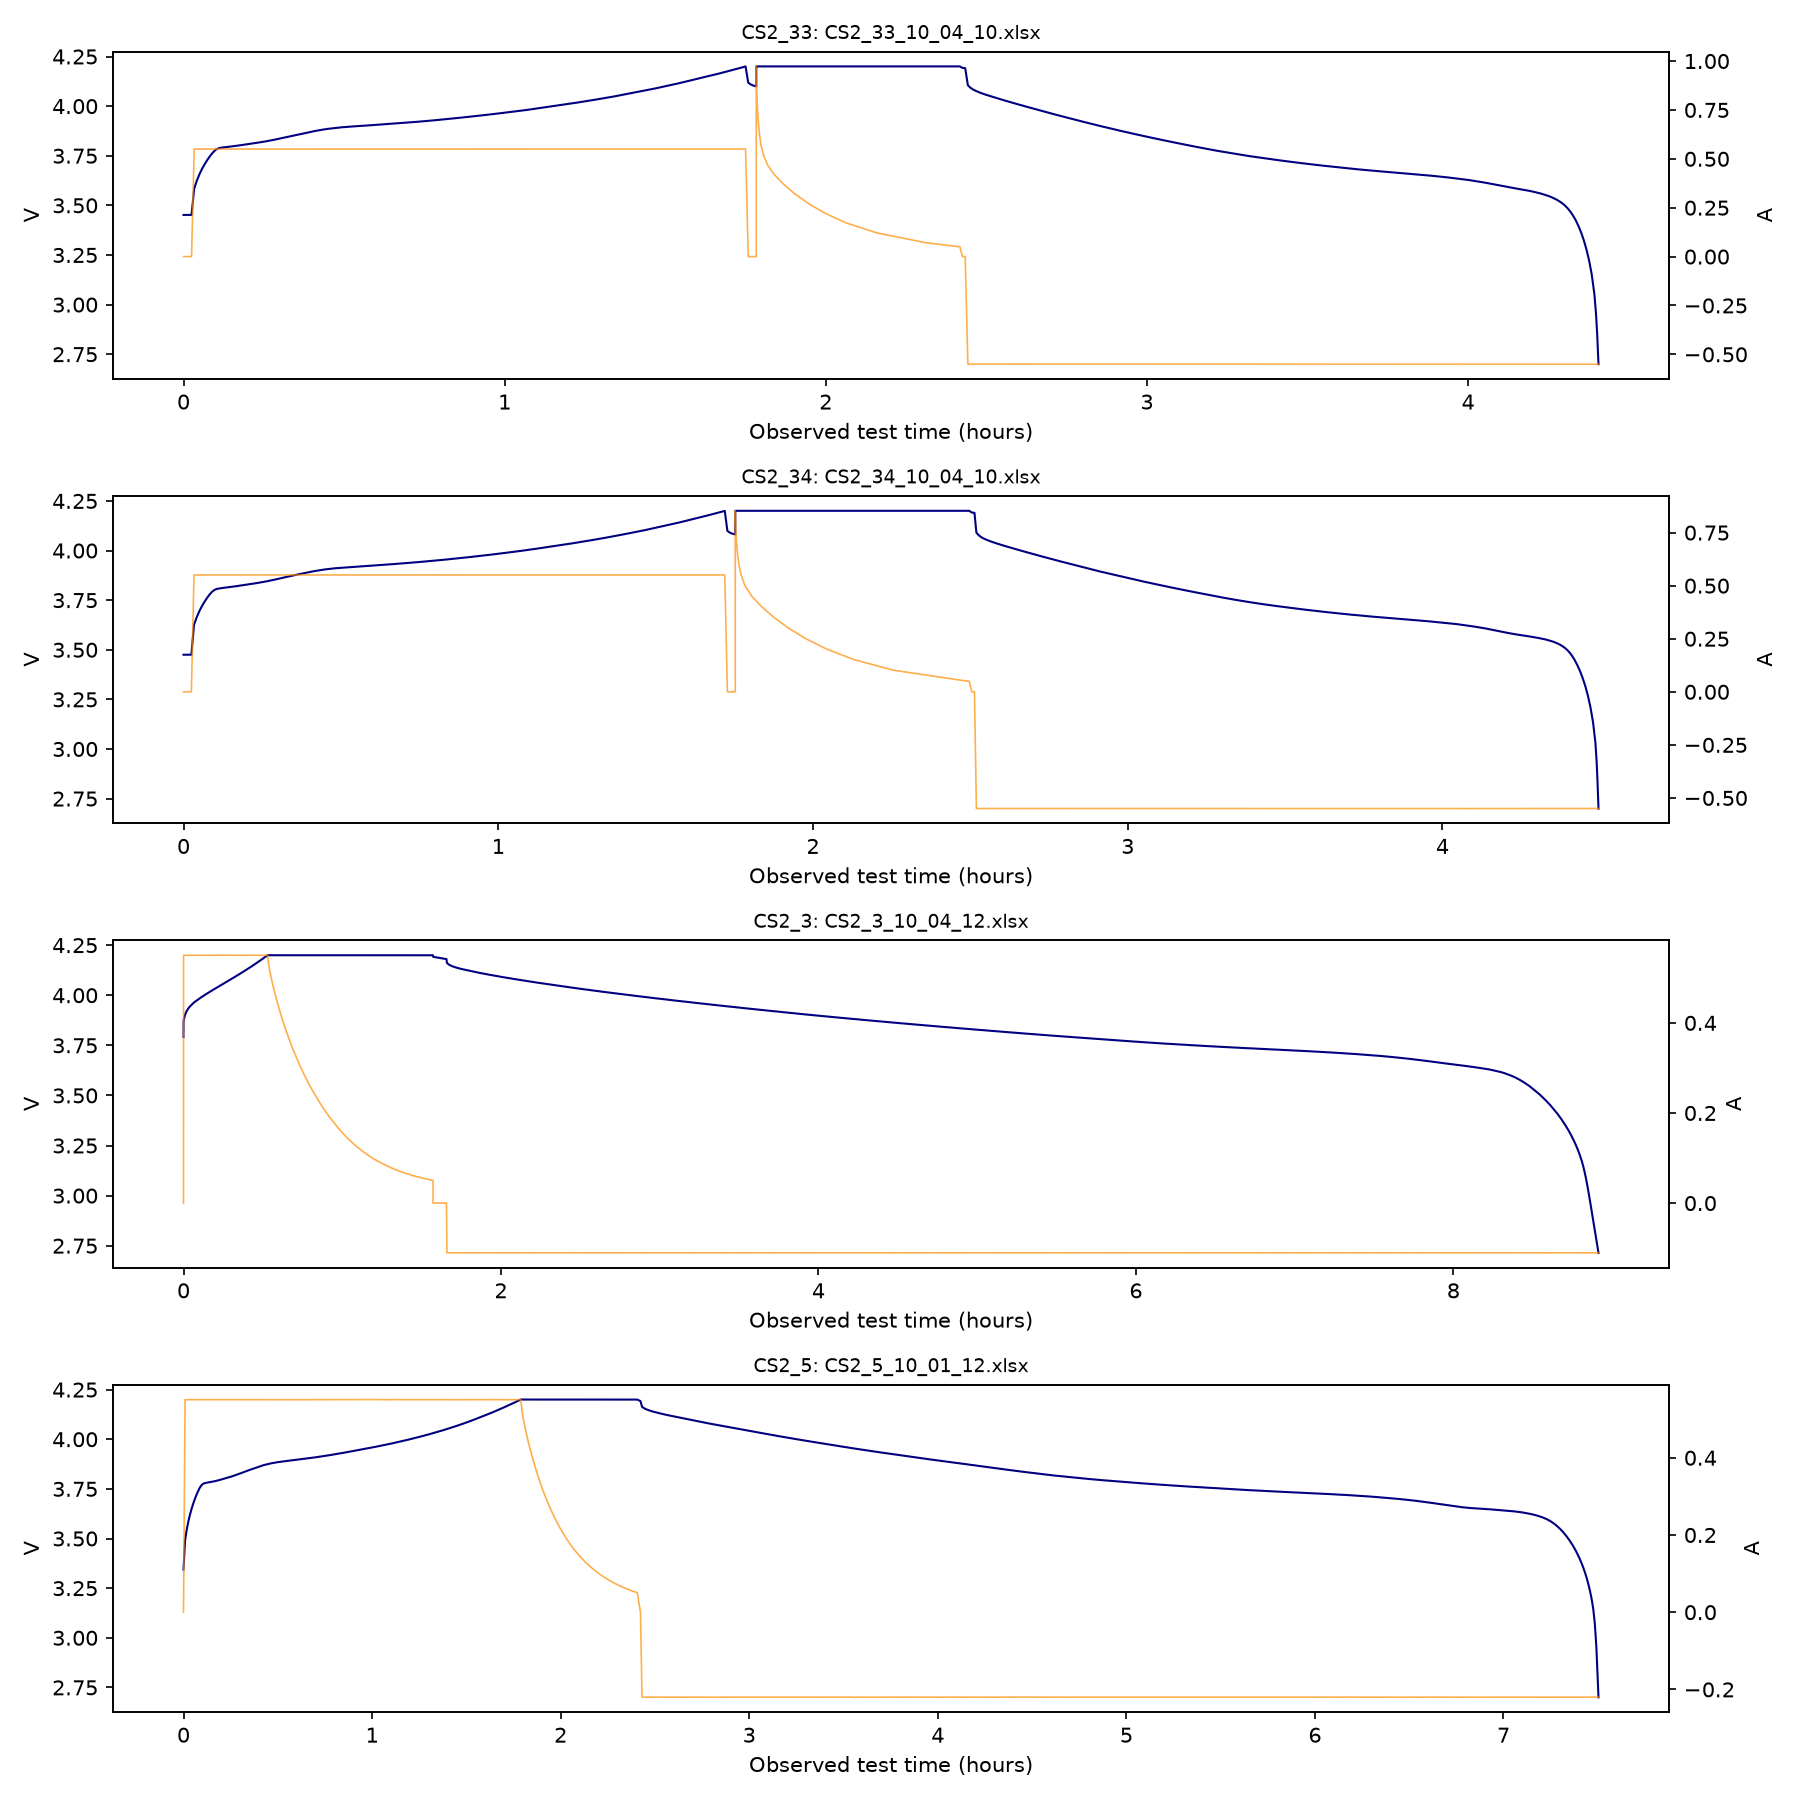 CS2_33: CS2_33_10_04_10.xlsx
4.25
4.00
3.75
3.50
3.25
3.00
2.75
V
1.00
0.75
0.50
0.25
0.00
−0.25
−0.50
A
0 1 2 3 4
Observed test time (hours)
CS2_34: CS2_34_10_04_10.xlsx
4.25
4.00
3.75
3.50
3.25
3.00
2.75
V
0.75
0.50
0.25
0.00
−0.25
−0.50
A
0 1 2 3 4
Observed test time (hours)
CS2_3: CS2_3_10_04_12.xlsx
4.25
4.00
3.75
3.50
3.25
3.00
2.75
V
0.4
0.2
0.0
A
0 2 4 6 8
Observed test time (hours)
CS2_5: CS2_5_10_01_12.xlsx
4.25
4.00
3.75
3.50
3.25
3.00
2.75
V
0.4
0.2
0.0
−0.2
A
0 1 2 3 4 5 6 7
Observed test time (hours)